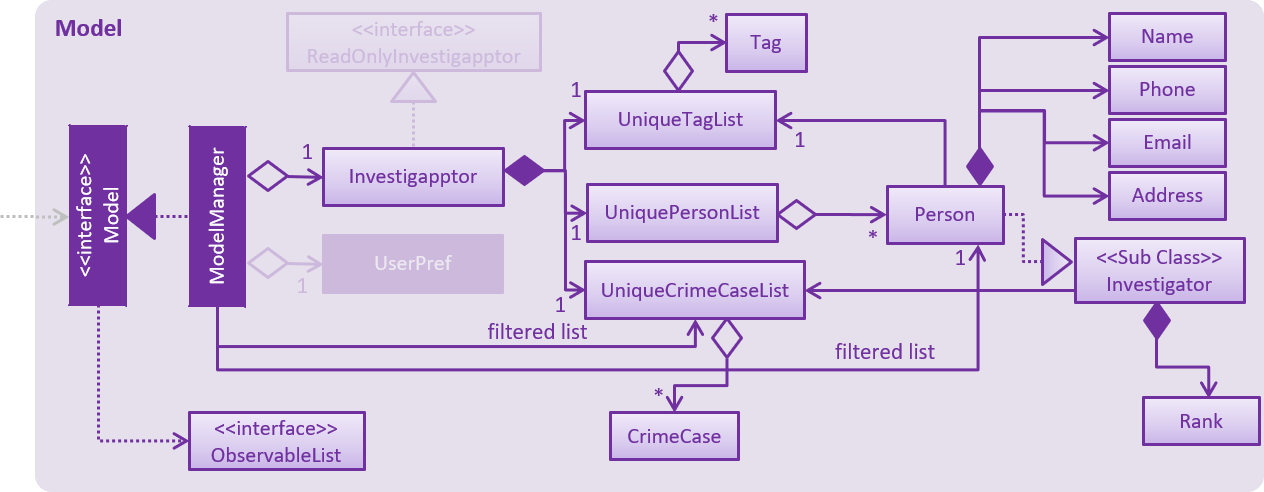 Model
<<interface>>
ReadOnlyInvestigapptor
*
Tag
Name
Phone
Email
Address
1
UniqueTagList
1
<<interface>>
Model
ModelManager
1
Investigapptor
UniquePersonList
1
*
Person
1
<<Sub Class>>
Investigator
UserPref
1
UniqueCrimeCaseList
1
filtered list
filtered list
*
CrimeCase
Rank
<<interface>>
ObservableList